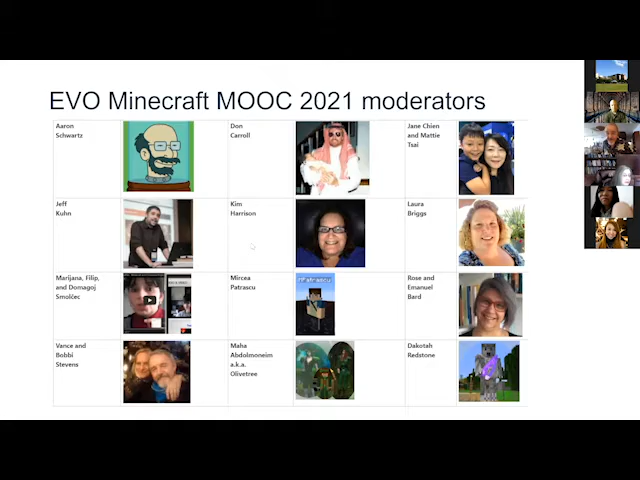 EVO Minecraft MOOC 2021 moderators
Aaron
Schwartz
Don
Carroll
Jane Chien
and Mattie
Tsai
Jeff
Kuhn
Kim
Harrison
Laura
Briggs
Marijana, Filip,
and Domagoj
Smolčec
Mircea
Patrascu
MPatrascu
Rose and
Emanuel
Bard
Vance and
Bobbi
Stevens
Maha
Abdolmoneim
a.k.a.
Olivetree
Dakotah
Redstone